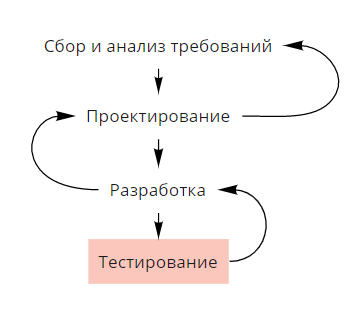 Сбор и анализ требований
Проектирование
Разработка
Тестирование